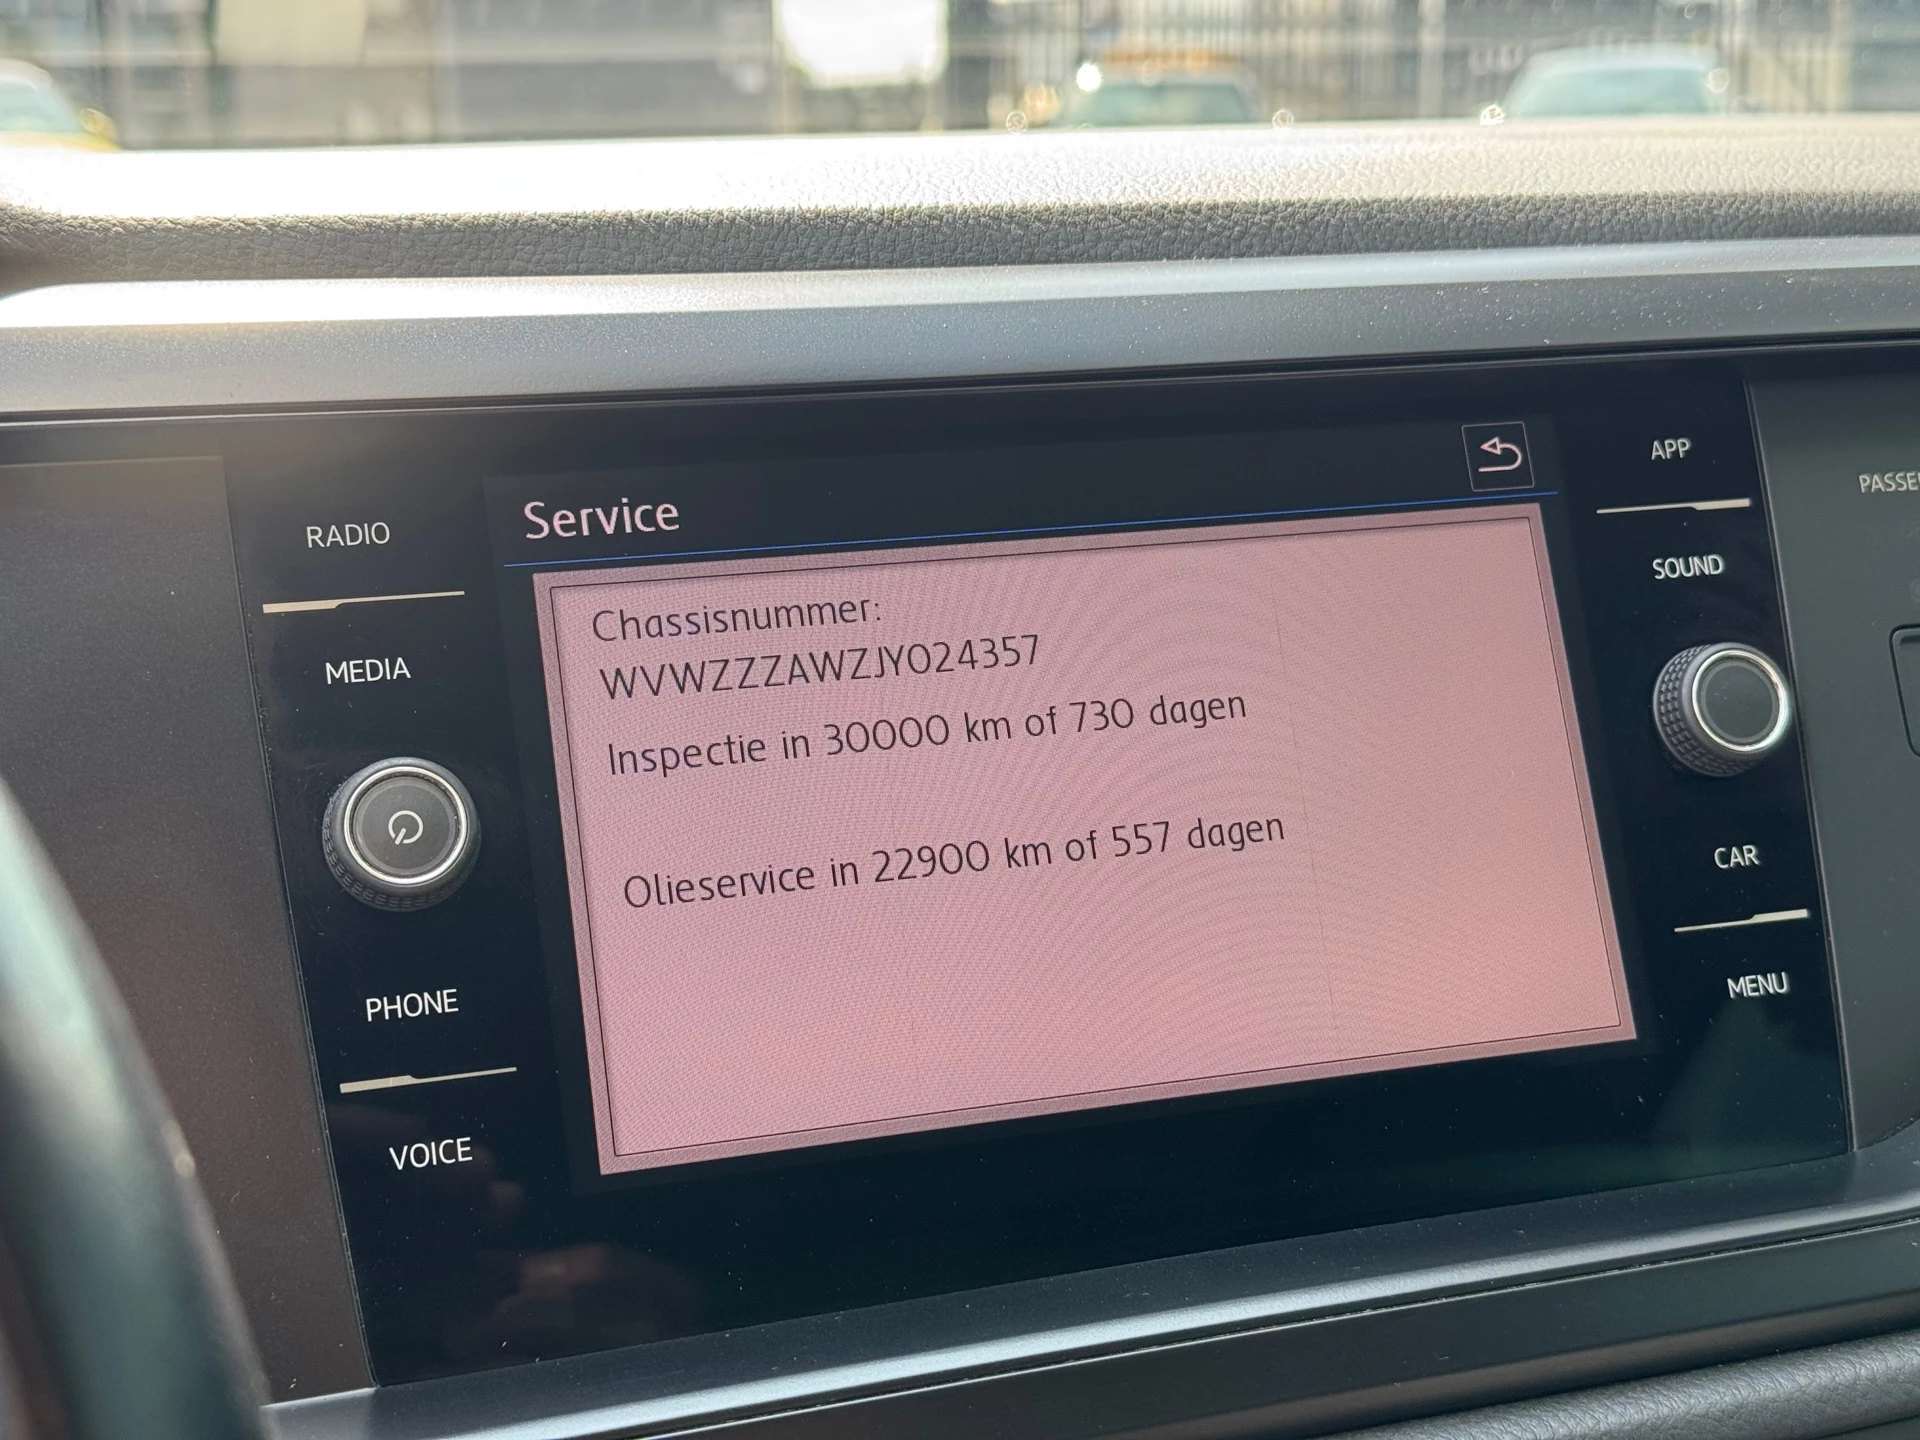 RADIO
MEDIA
PHONE
VOICE
Service
Chassisnummer:
WVWZZZAWZJY024357
Inspectie in 30000 km of 730 dagen
Olieservice in 22900 km of 557 dagen
APP
SOUND
CAR
MENU